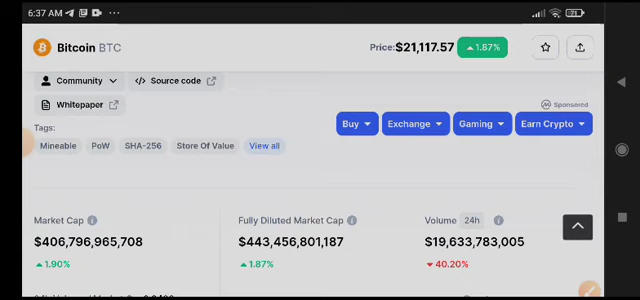 6:37 AM
71
Bitcoin BTC
Price: $21,117.57 1.87%
Community
Source code
Whitepaper
Sponsored
Tags:
Buy Exchange Gaming Earn Crypto
Mineable PoW SHA-256 Store Of Value View all
Market Cap Fully Diluted Market Cap Volume 24h
$406,796,965,708 $443,456,801,187 $19,633,783,005
1.90% 1.87% 40.20%